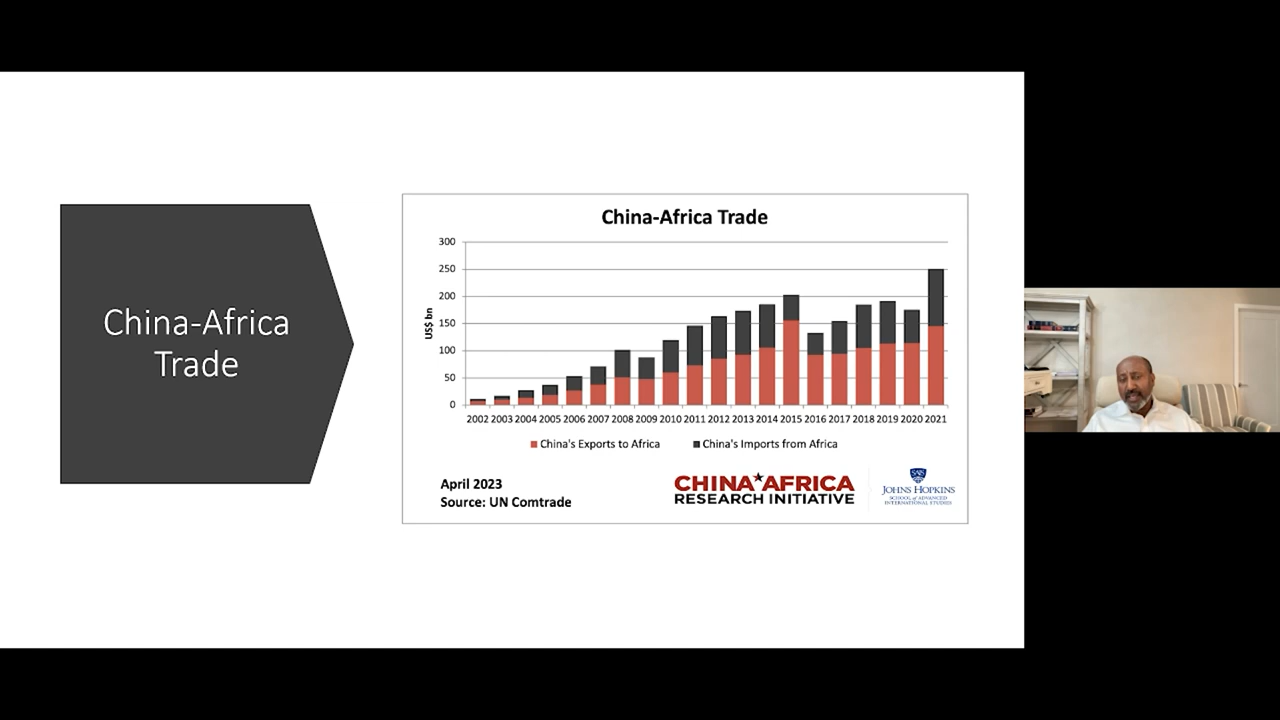 China-Africa
Trade
China-Africa Trade
US$ bn
300
250
200
150
100
50
0
2002 2003 2004 2005 2006 2007 2008 2009 2010 2011 2012 2013 2014 2015 2016 2017 2018 2019 2020 2021
China's Exports to Africa China's Imports from Africa
April 2023
Source: UN Comtrade
CHINA AFRICA
RESEARCH INITIATIVE
SAIS
JOHNS HOPKINS
SCHOOL of ADVANCED
INTERNATIONAL STUDIES